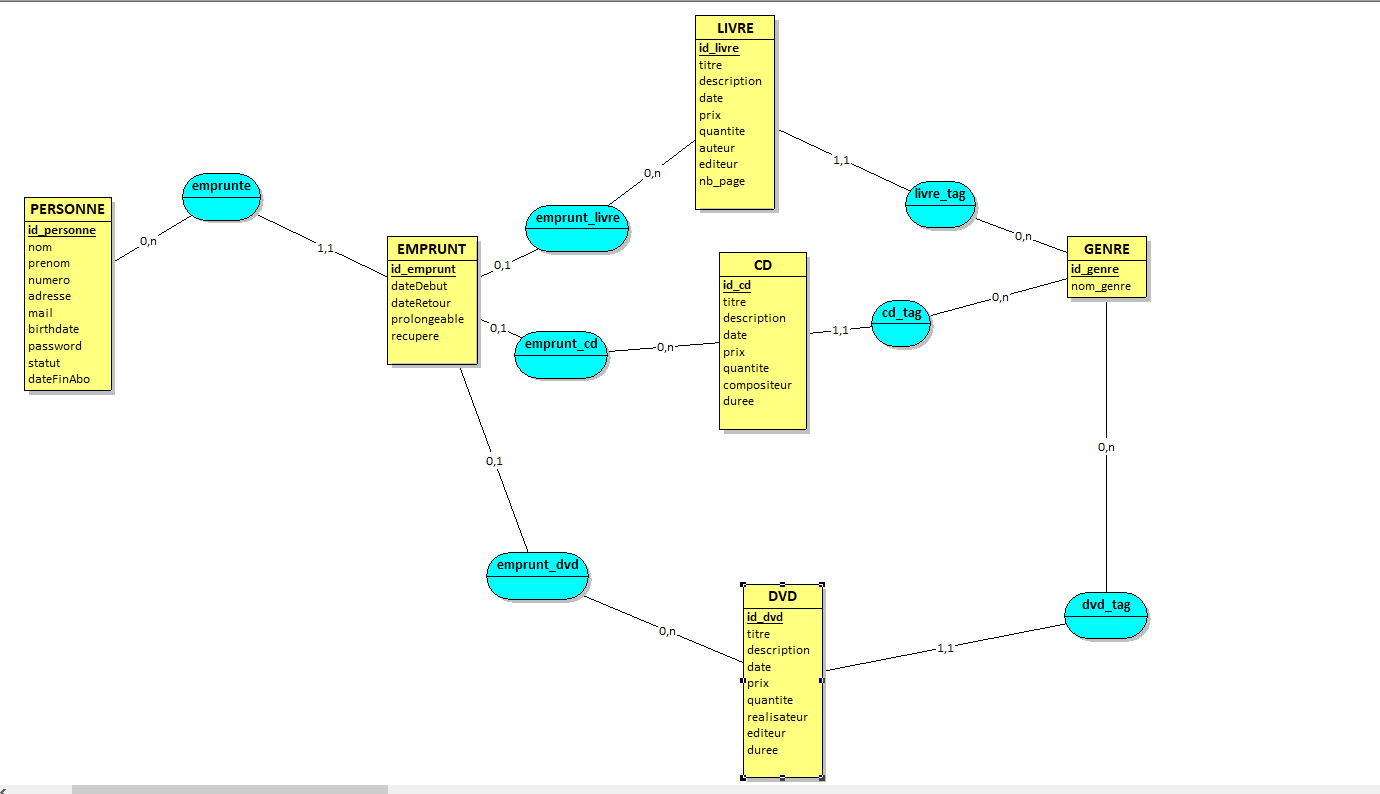 PERSONNE
id_personne
nom
prenom
numero
adresse
mail
birthdate
password
statut
dateFinAbo
0,n
emprunte
1,1
EMPRUNT
id_emprunt
dateDebut
dateRetour
prolongeable
recupere
0,1
emprunt_livre
0,n
LIVRE
id_livre
titre
description
date
prix
quantite
auteur
editeur
nb_page
1,1
livre_tag
0,n
0,1
emprunt_cd
0,n
CD
id_cd
titre
description
date
prix
quantite
compositeur
duree
1,1
cd_tag
0,n
GENRE
id_genre
nom_genre
0,1
emprunt_dvd
0,n
DVD
id_dvd
titre
description
date
prix
quantite
realisateur
editeur
duree
1,1
dvd_tag
0,n